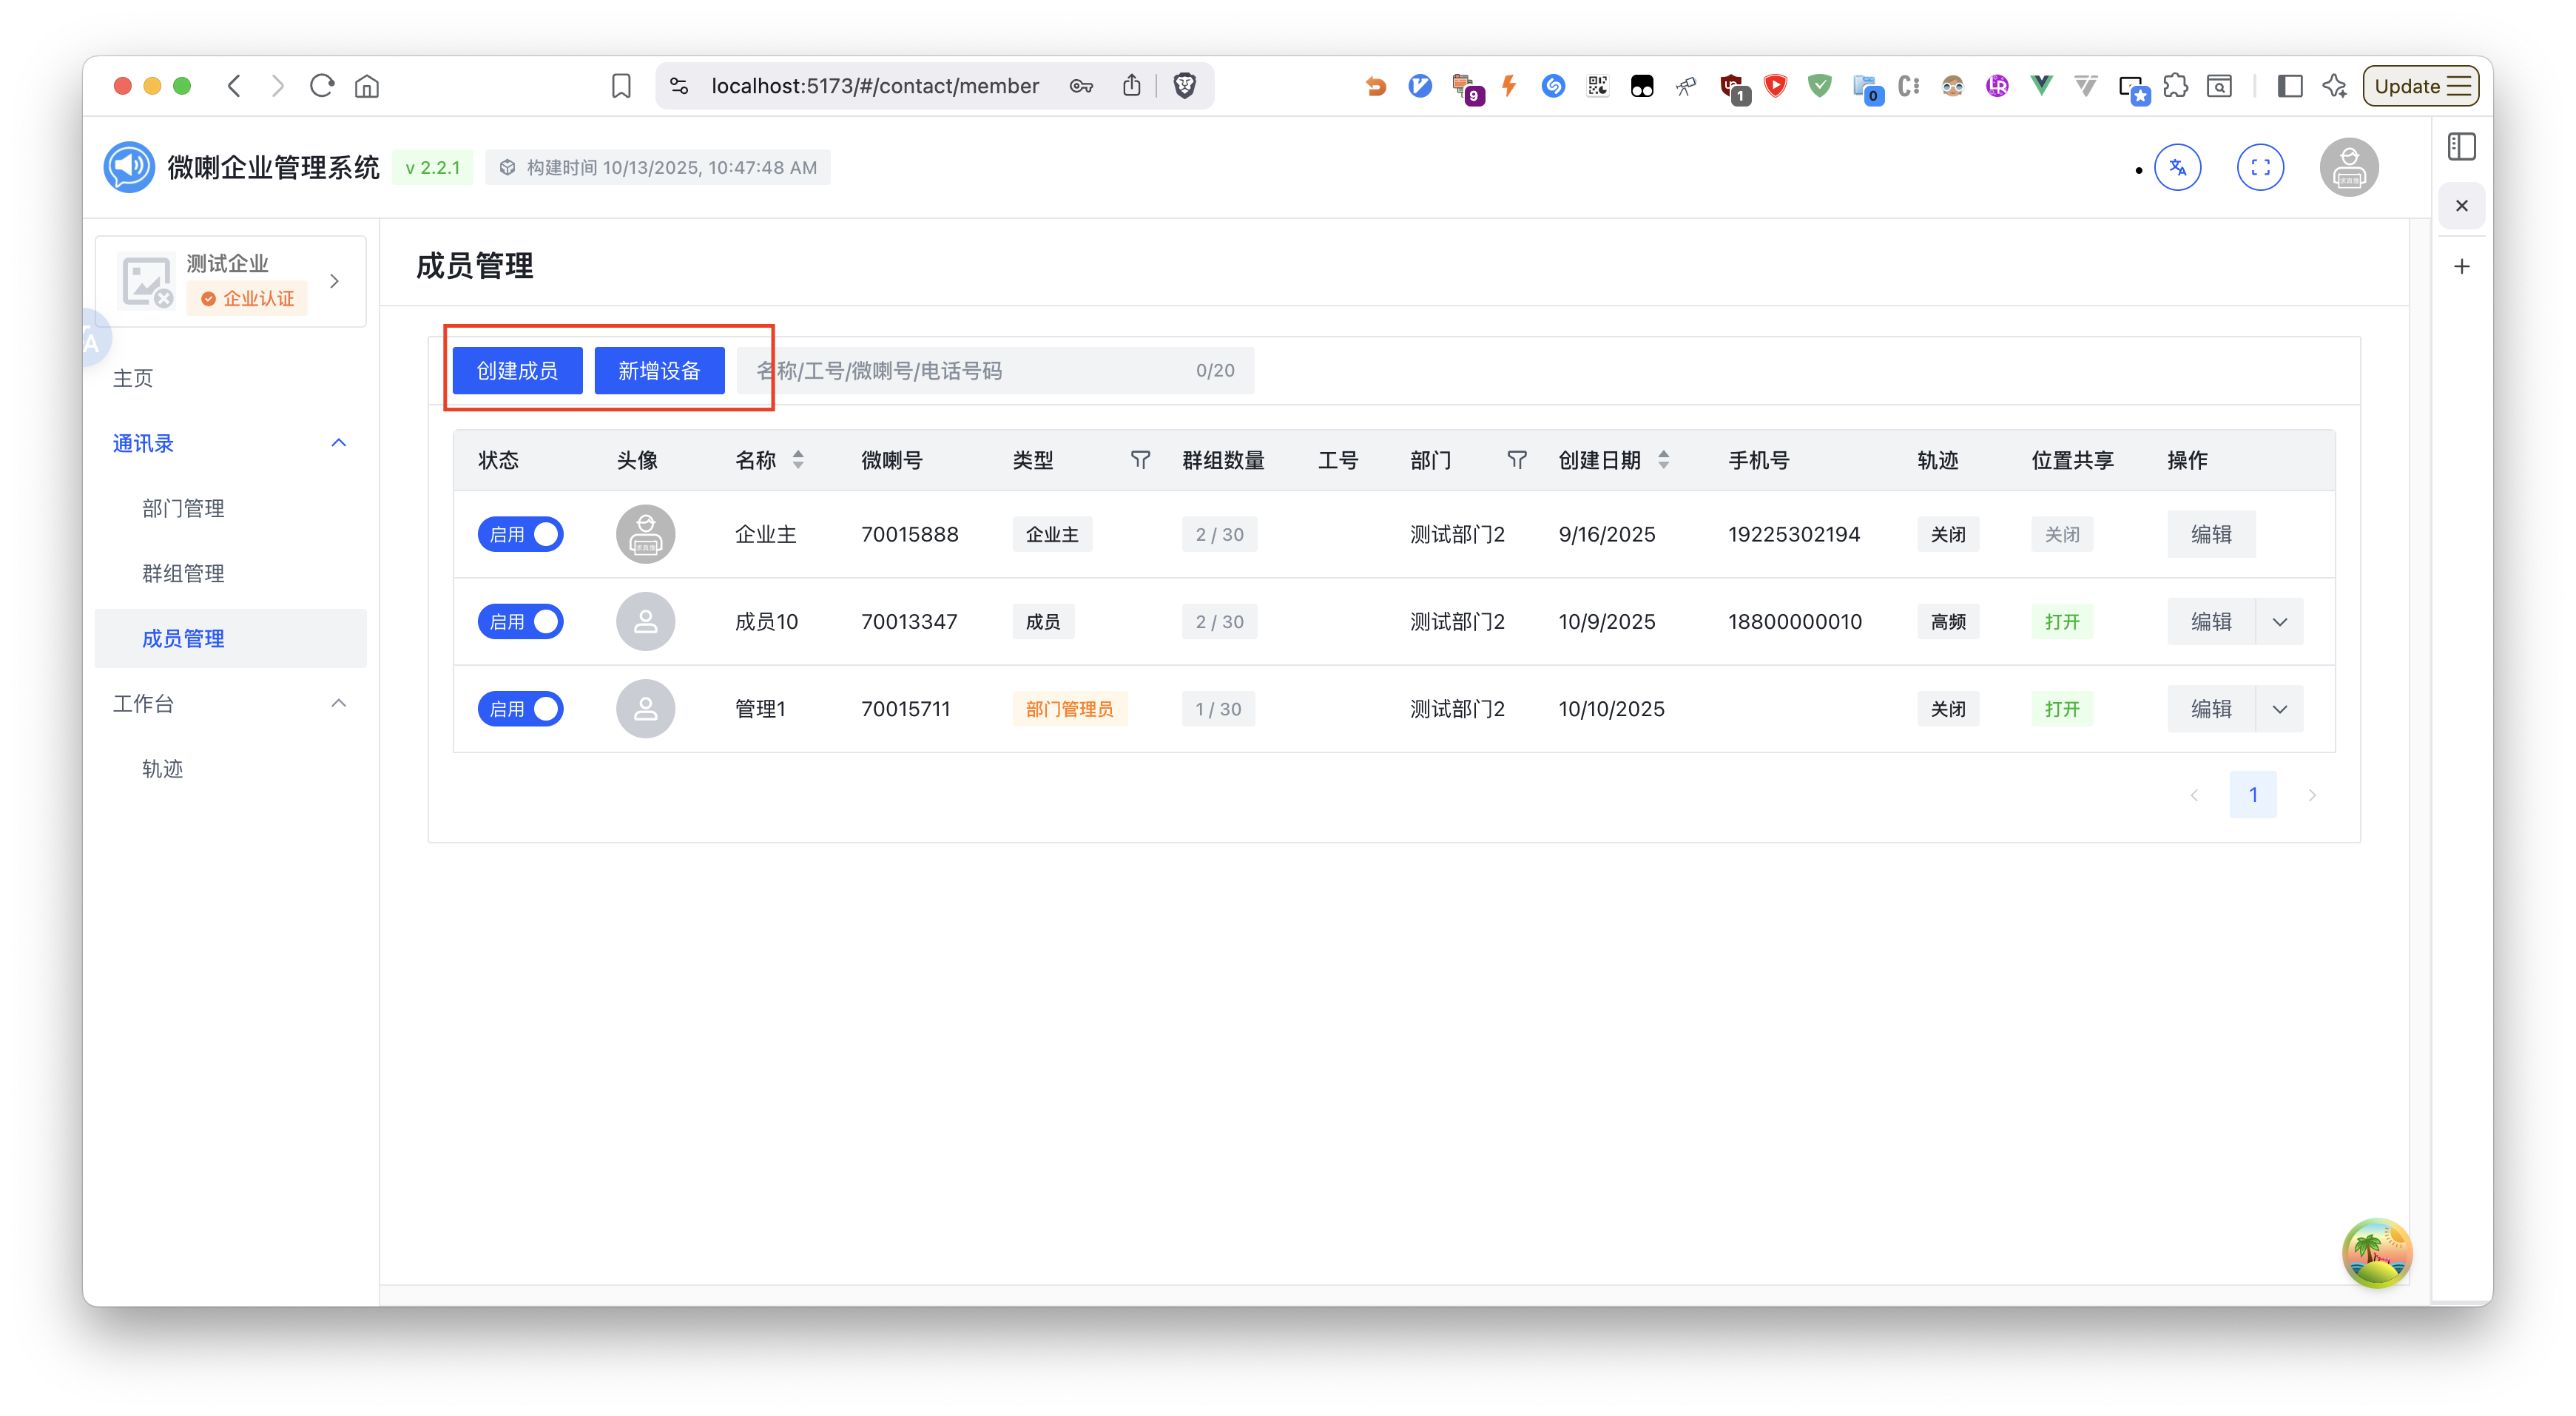 localhost:5173/#/contact/member
9
1
0
Update
微喇企业管理系统
v 2.2.1
构建时间 10/13/2025, 10:47:48 AM
测试企业
企业认证
主页
通讯录
部门管理
群组管理
成员管理
工作台
轨迹
成员管理
创建成员 新增设备 名称/工号/微喇号/电话号码 0/20
状态 头像 名称 微喇号 类型 群组数量 工号 部门 创建日期 手机号 轨迹 位置共享 操作
启用 企业主 70015888 企业主 2 / 30 测试部门2 9/16/2025 19225302194 关闭 关闭 编辑
启用 成员10 70013347 成员 2 / 30 测试部门2 10/9/2025 18800000010 高频 打开 编辑
启用 管理1 70015711 部门管理员 1 / 30 测试部门2 10/10/2025 关闭 打开 编辑
1